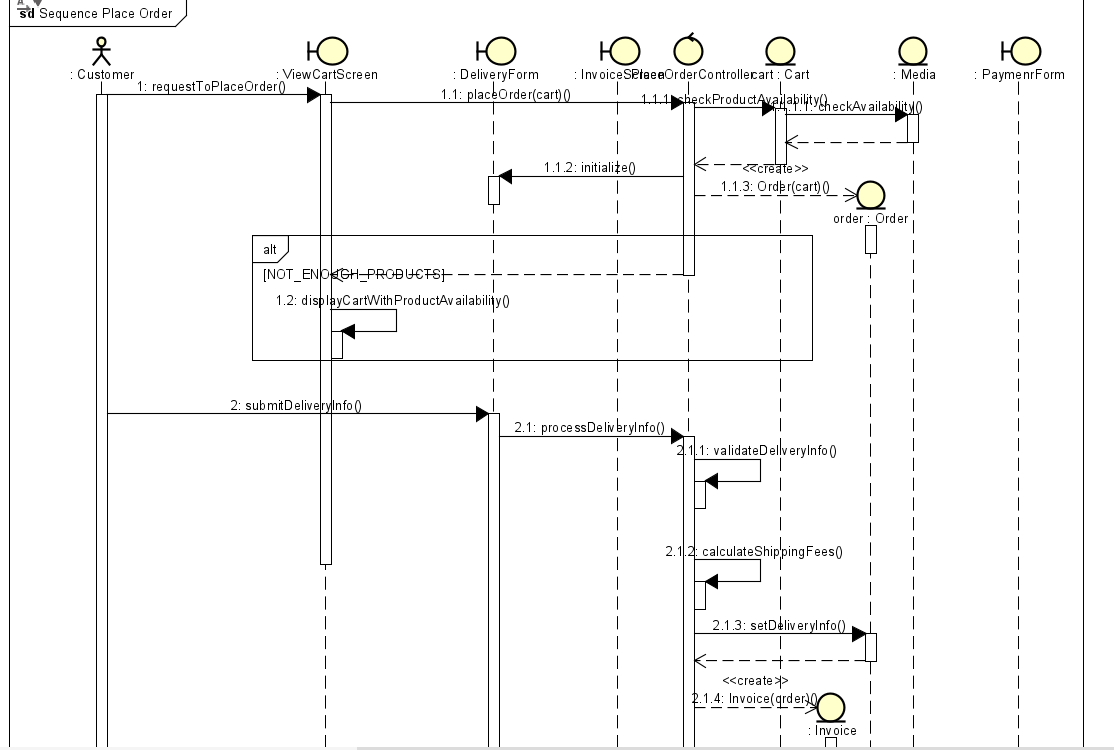 sd Sequence Place Order
: Customer
: ViewCartScreen
: DeliveryForm
: InvoiceScreen
: PlaceOrderController
cart : Cart
: Media
: PaymenrForm
1: requestToPlaceOrder()
1.1: placeOrder(cart)()
1.1.1: checkProductAvailability()
1.1.1.1: checkAvailability()
1.1.2: initialize()
<<create>>
1.1.3: Order(cart)()
order : Order
alt
[NOT_ENOUGH_PRODUCTS]
1.2: displayCartWithProductAvailability()
2: submitDeliveryInfo()
2.1: processDeliveryInfo()
2.1.1: validateDeliveryInfo()
2.1.2: calculateShippingFees()
2.1.3: setDeliveryInfo()
<<create>>
2.1.4: Invoice(order)()
: Invoice